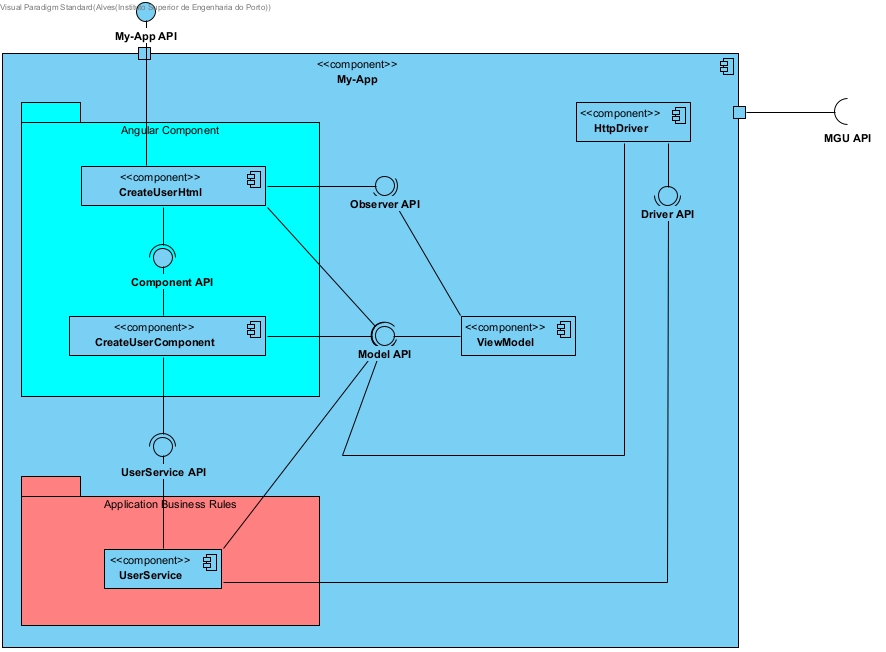 Visual Paradigm Standard(Alves(Instituto Superior de Engenharia do Porto))
My-App API
<<component>>
My-App
Angular Component
<<component>>
HttpDriver
MGU API
<<component>>
CreateUserHtml
Observer API
Driver API
Component API
<<component>>
CreateUserComponent
Model API
<<component>>
ViewModel
UserService API
Application Business Rules
<<component>>
UserService